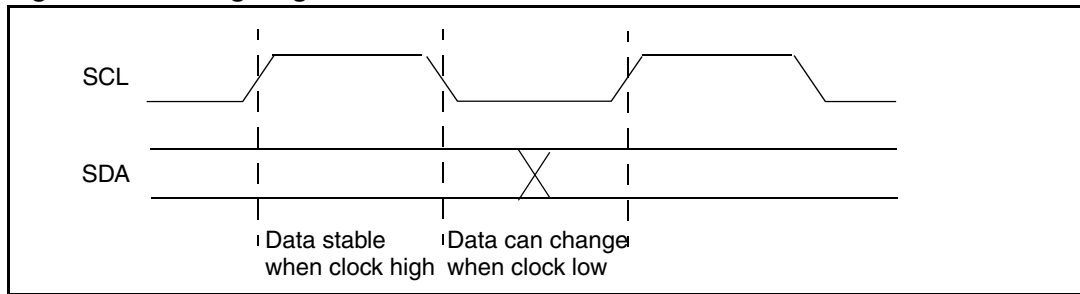 SCL
SDA
Data stable
when clock high
Data can change
when clock low